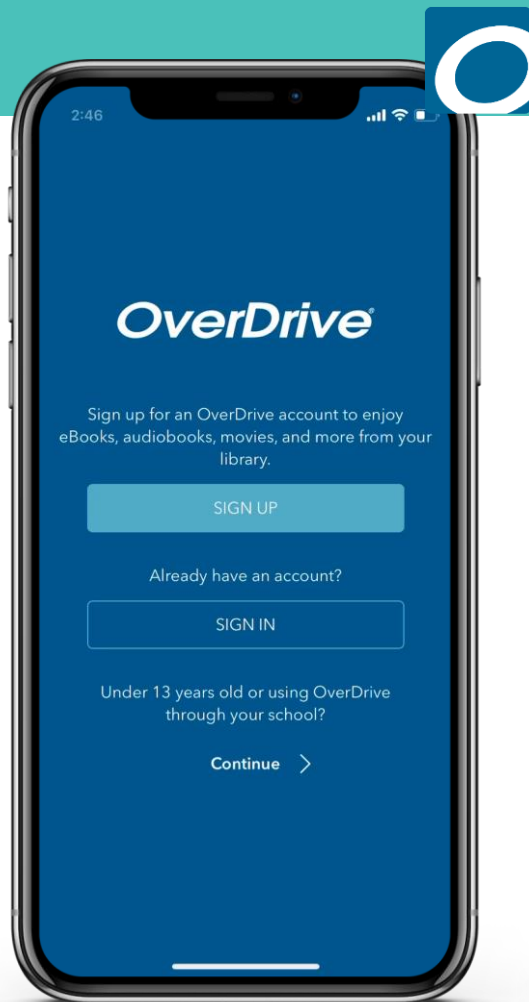 2:46
OverDrive®
Sign up for an OverDrive account to enjoy
eBooks, audiobooks, movies, and more from your
library.
SIGN UP
Already have an account?
SIGN IN
Under 13 years old or using OverDrive
through your school?
Continue